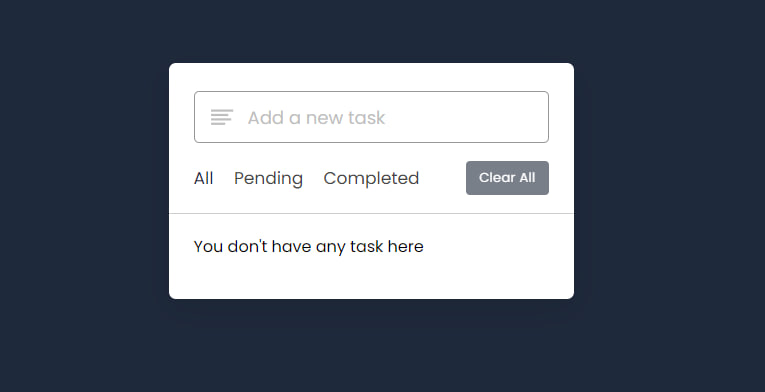 Add a new task
All Pending Completed Clear All
You don't have any task here